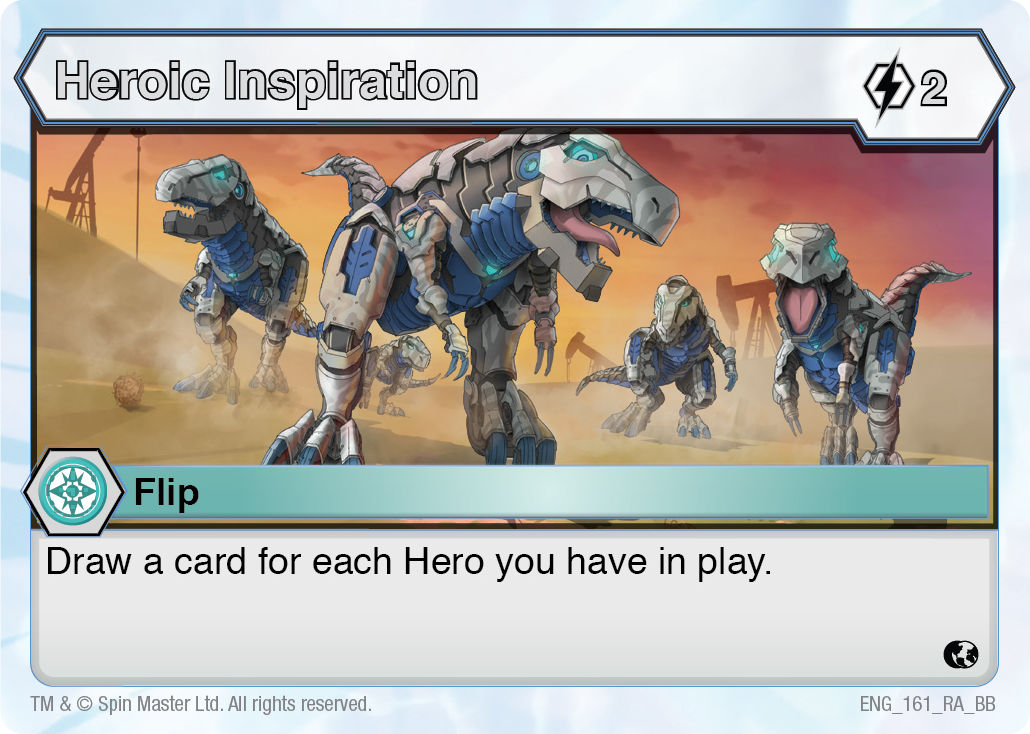 Heroic Inspiration
2
Flip
Draw a card for each Hero you have in play.
TM & © Spin Master Ltd. All rights reserved.
ENG_161_RA_BB